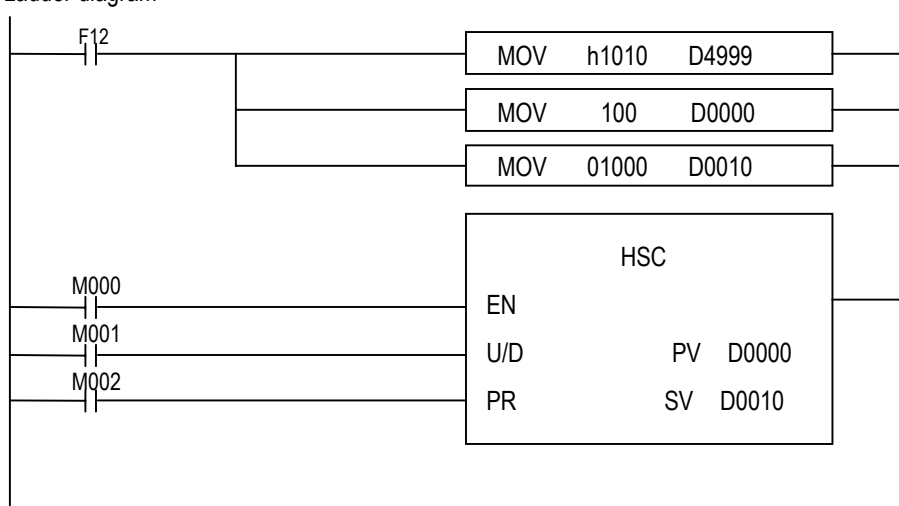 Ladder diagram
F12
MOV h1010 D4999
MOV 100 D0000
MOV 01000 D0010
HSC
M000
EN
M001
U/D PV D0000
M002
PR SV D0010